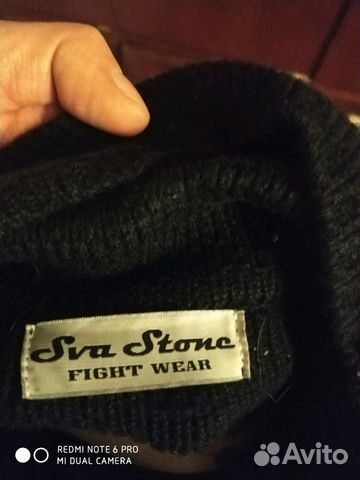 Sva Stone
FIGHT WEAR
REDMI NOTE 6 PRO
MI DUAL CAMERA
Avito